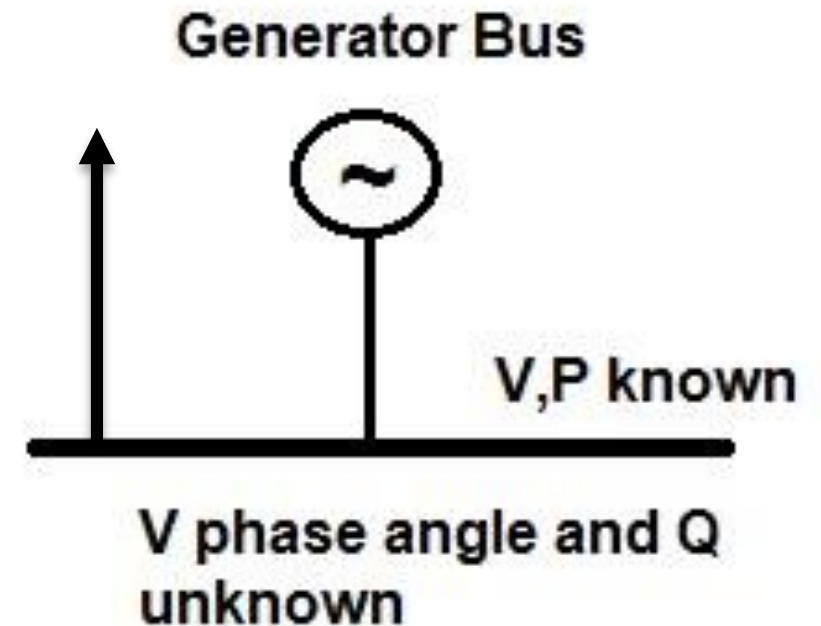 Generator Bus
~
V,P known
V phase angle and Q
unknown